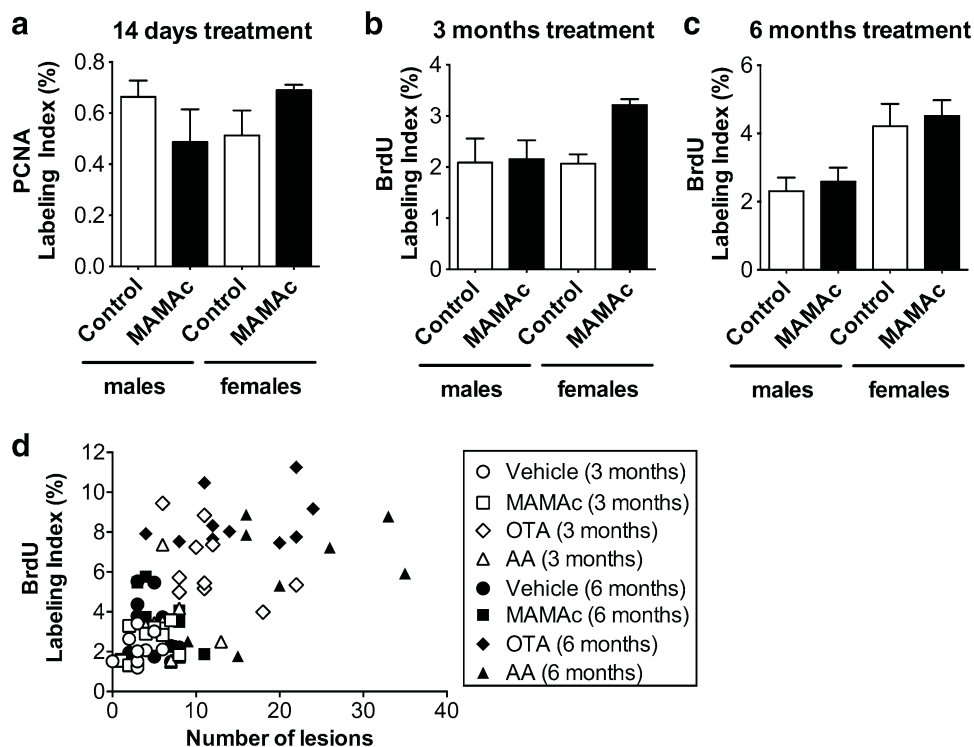 a
14 days treatment
PCNA
Labeling Index (%)
0.8
0.6
0.4
0.2
0.0
Control
MAMAc
Control
MAMAc
males
females
b
3 months treatment
BrdU
Labeling Index (%)
4
3
2
1
0
Control
MAMAc
Control
MAMAc
males
females
c
6 months treatment
BrdU
Labeling Index (%)
6
4
2
0
Control
MAMAc
Control
MAMAc
males
females
d
BrdU
Labeling Index (%)
12
10
8
6
4
2
0
0
10
20
30
40
Number of lesions
Vehicle (3 months)
MAMAc (3 months)
OTA (3 months)
AA (3 months)
Vehicle (6 months)
MAMAc (6 months)
OTA (6 months)
AA (6 months)